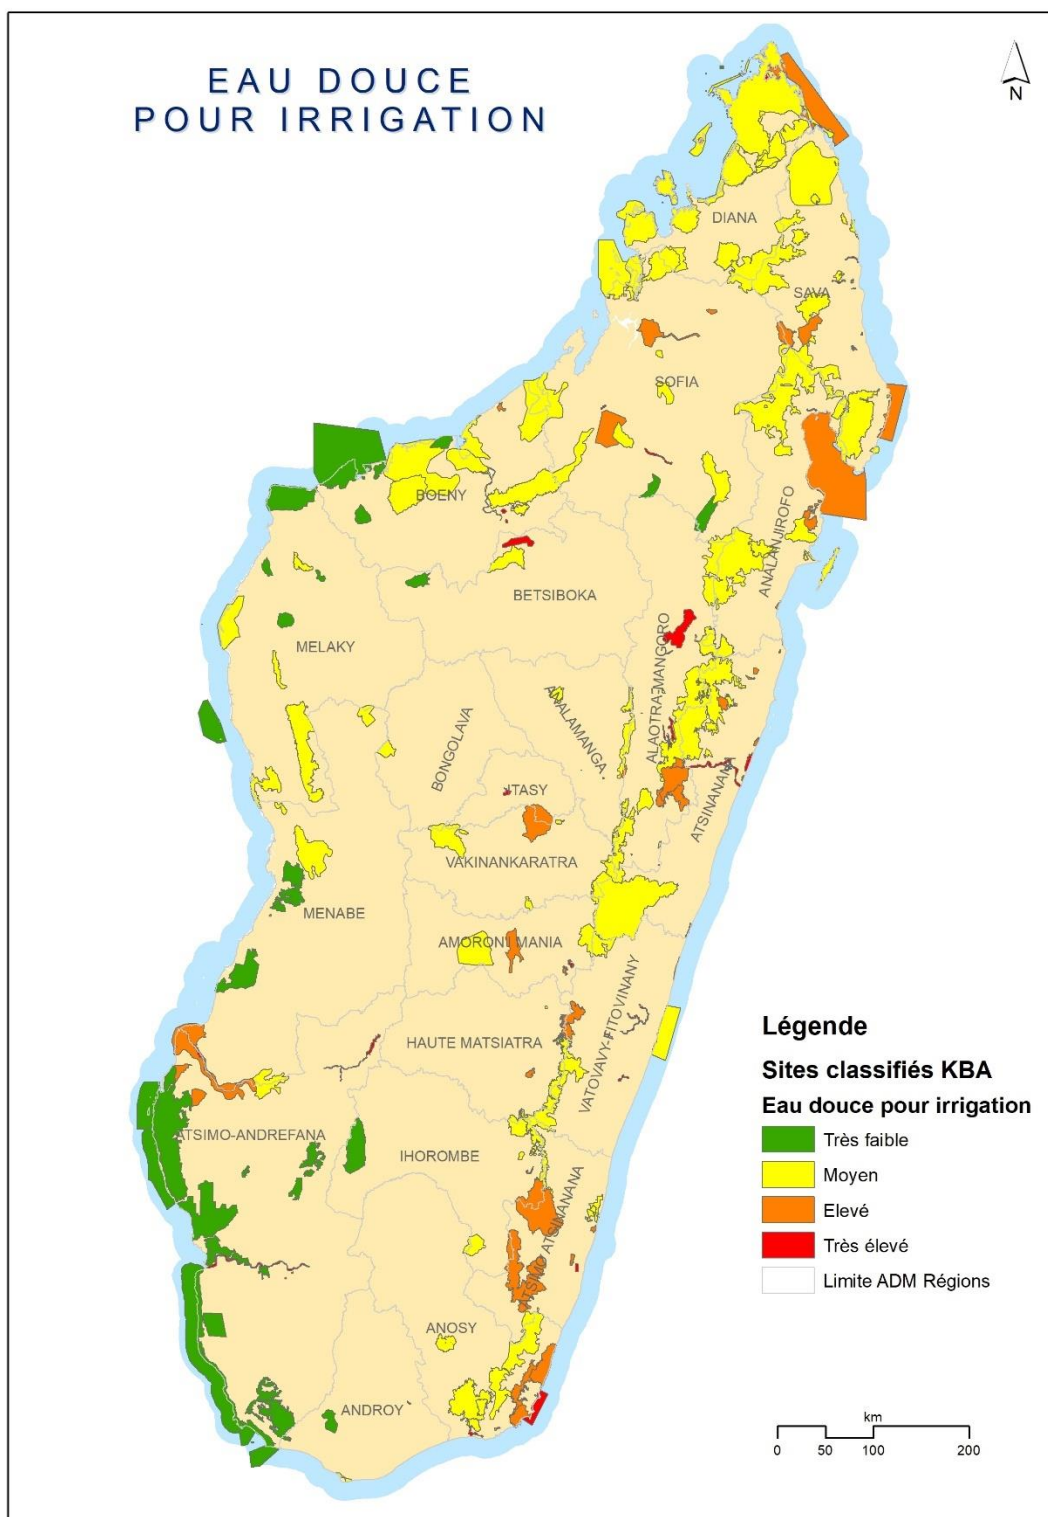 EAU DOUCE
POUR IRRIGATION
N
DIANA
SAVA
SOFIA
BOENY
ANALANJIROFO
BETSIBOKA
MELAKY
ALAOTRA-MANGORO
ANALAMANGA
BONGOLAVA
ITASY
ATSINANANA
VAKINANKARATRA
MENABE
AMORONI MANIA
VATOVAVY-FITOVINANY
HAUTE MATSIATRA
ATSIMO-ANDREFANA
IHOROMBE
ATSIMO ATSINANANA
ANOSY
ANDROY
Légende
Sites classifiés KBA
Eau douce pour irrigation
Très faible
Moyen
Elevé
Très élevé
Limite ADM Régions
km
0 50 100 200